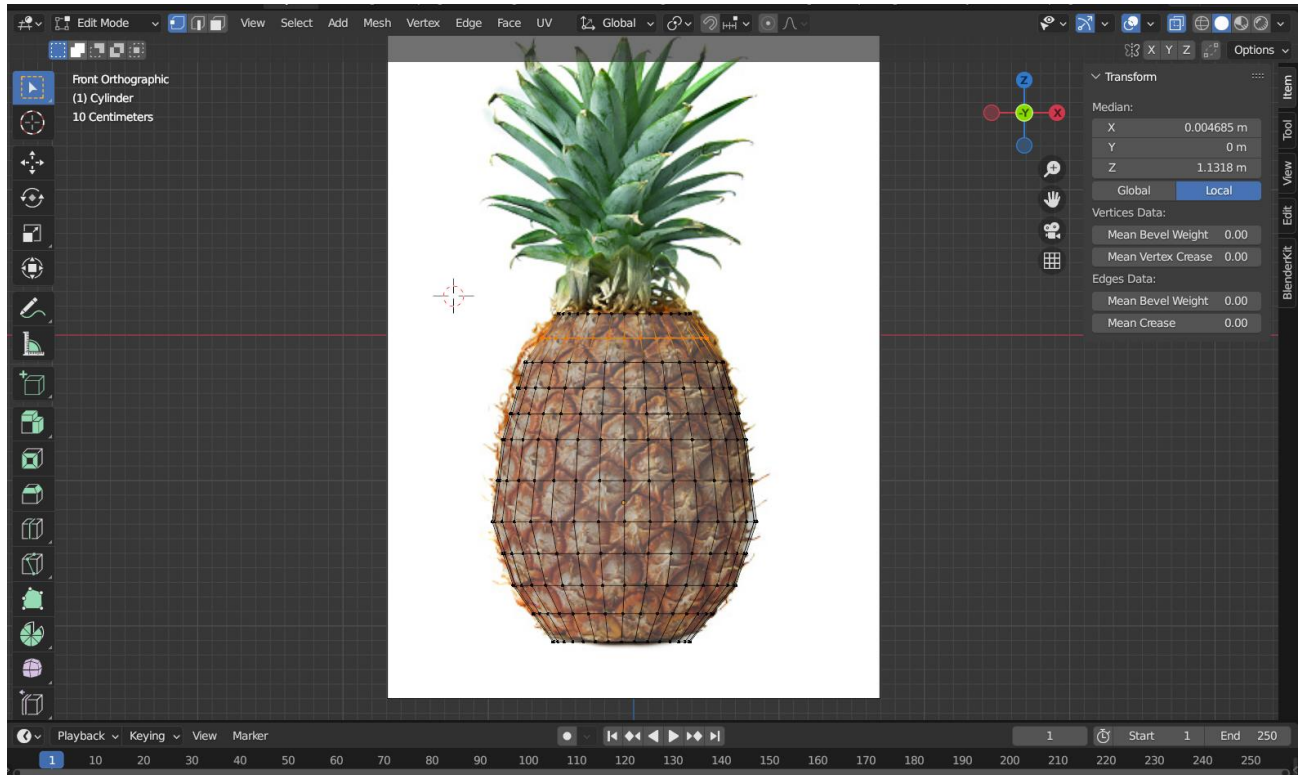 Edit Mode View Select Add Mesh Vertex Edge Face UV Global
X Y Z Options
Front Orthographic
(1) Cylinder
10 Centimeters
Z
-Y X
Transform
Median:
X 0.004685 m
Y 0 m
Z 1.1318 m
Global Local
Vertices Data:
Mean Bevel Weight 0.00
Mean Vertex Crease 0.00
Edges Data:
Mean Bevel Weight 0.00
Mean Crease 0.00
Item
Tool
View
Edit
BlenderKit
Playback Keying View Marker 1 Start 1 End 250
1 10 20 30 40 50 60 70 80 90 100 110 120 130 140 150 160 170 180 190 200 210 220 230 240 250